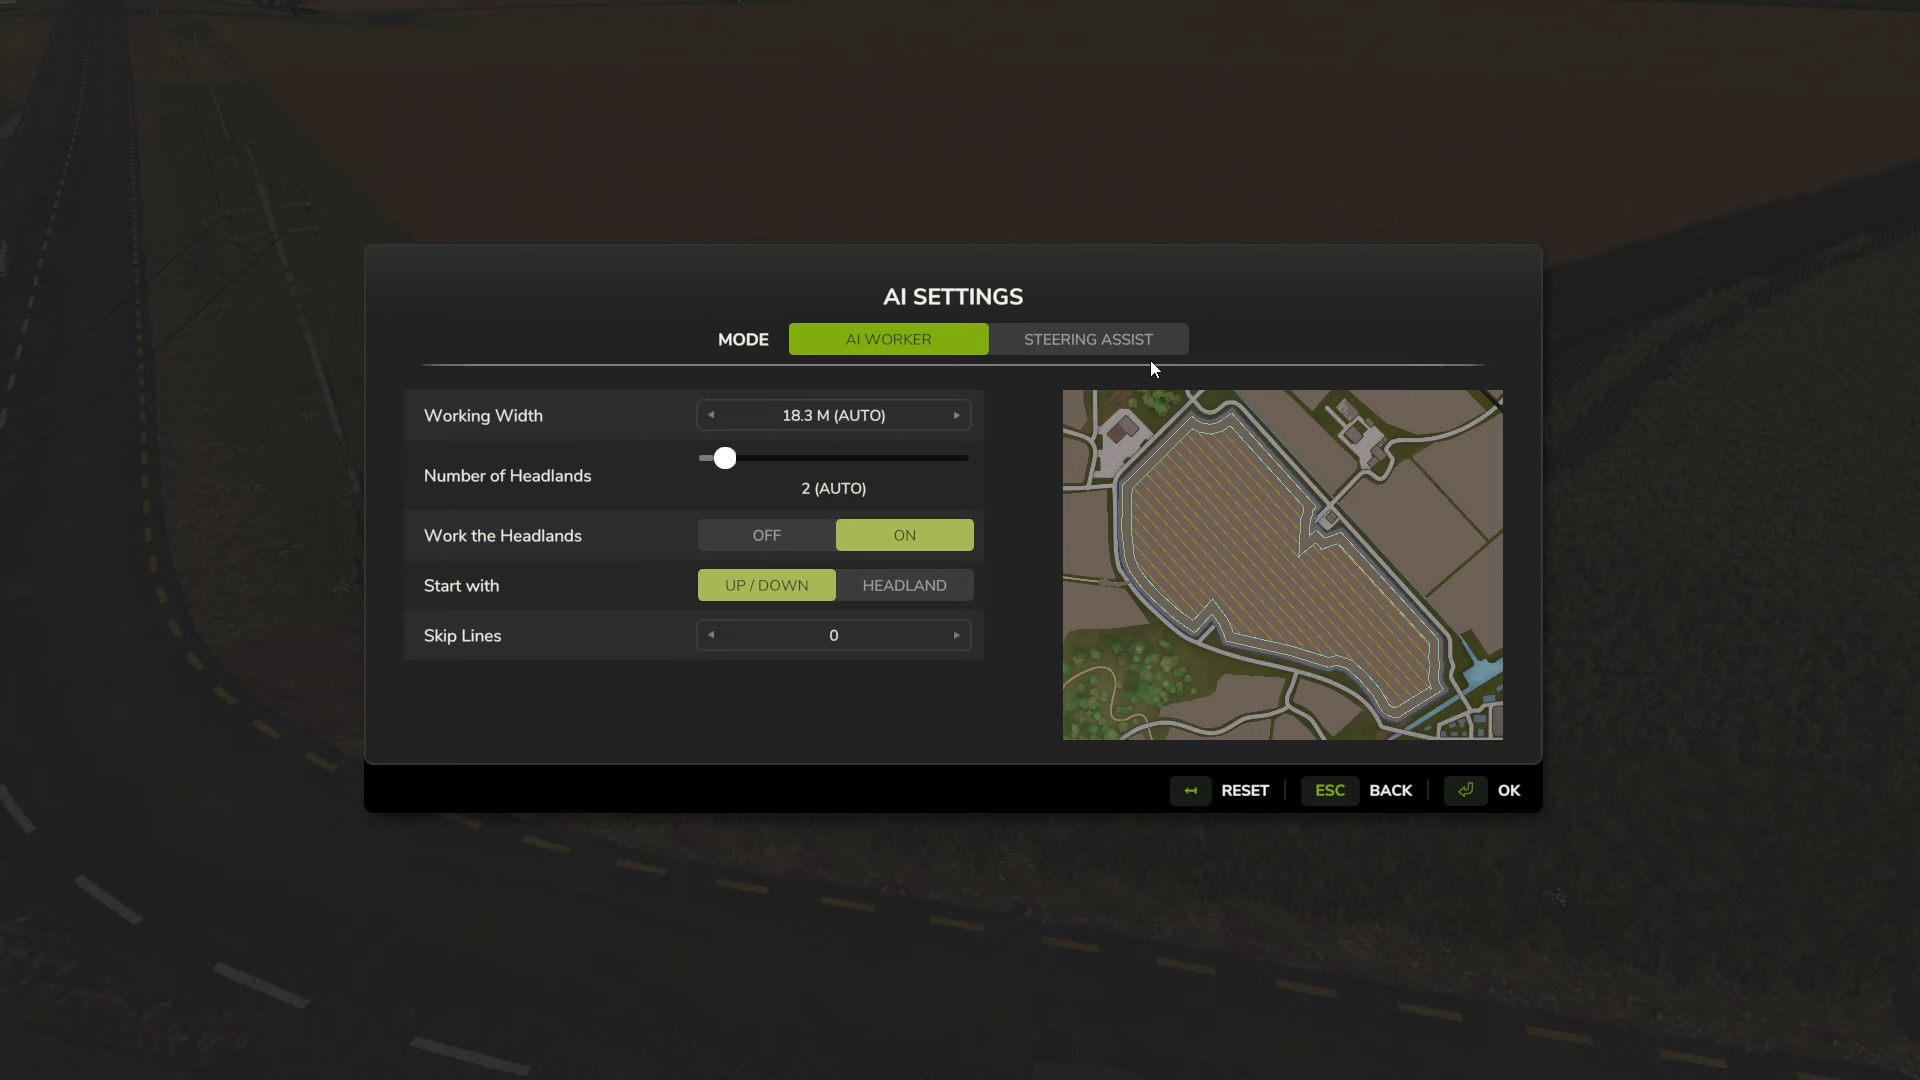 AI SETTINGS
MODE AI WORKER STEERING ASSIST
Working Width 18.3 M (AUTO)
Number of Headlands 2 (AUTO)
Work the Headlands OFF ON
Start with UP / DOWN HEADLAND
Skip Lines 0
RESET ESC BACK OK